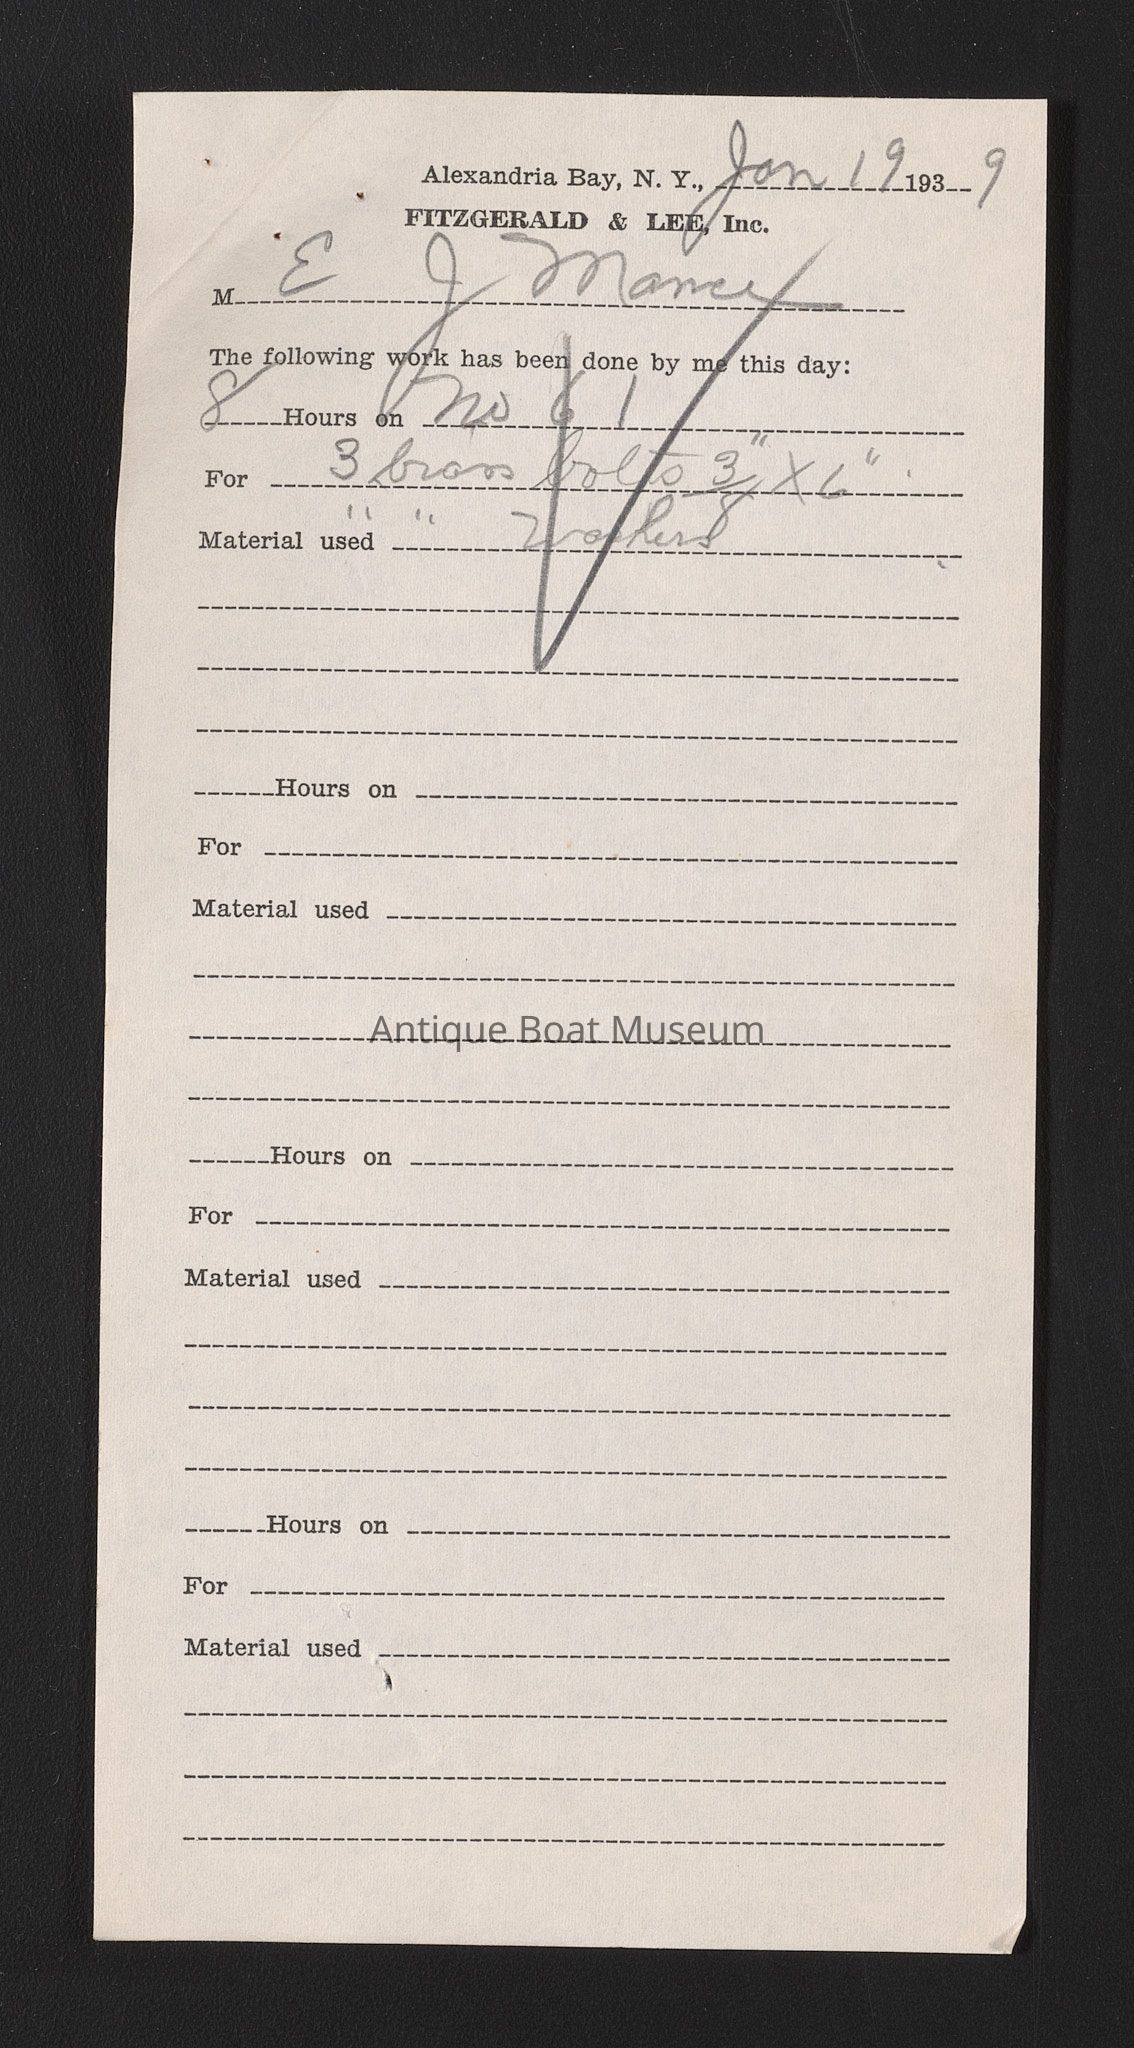 Alexandria Bay, N. Y., Jan 19 1939
FITZGERALD & LEE, Inc.
M E J Mance
The following work has been done by me this day:
8 Hours on No 61
For 3 brass bolts 3/8" X 6"
Material used " " Washers
Hours on
For
Material used
Antique Boat Museum
Hours on
For
Material used
Hours on
For
Material used